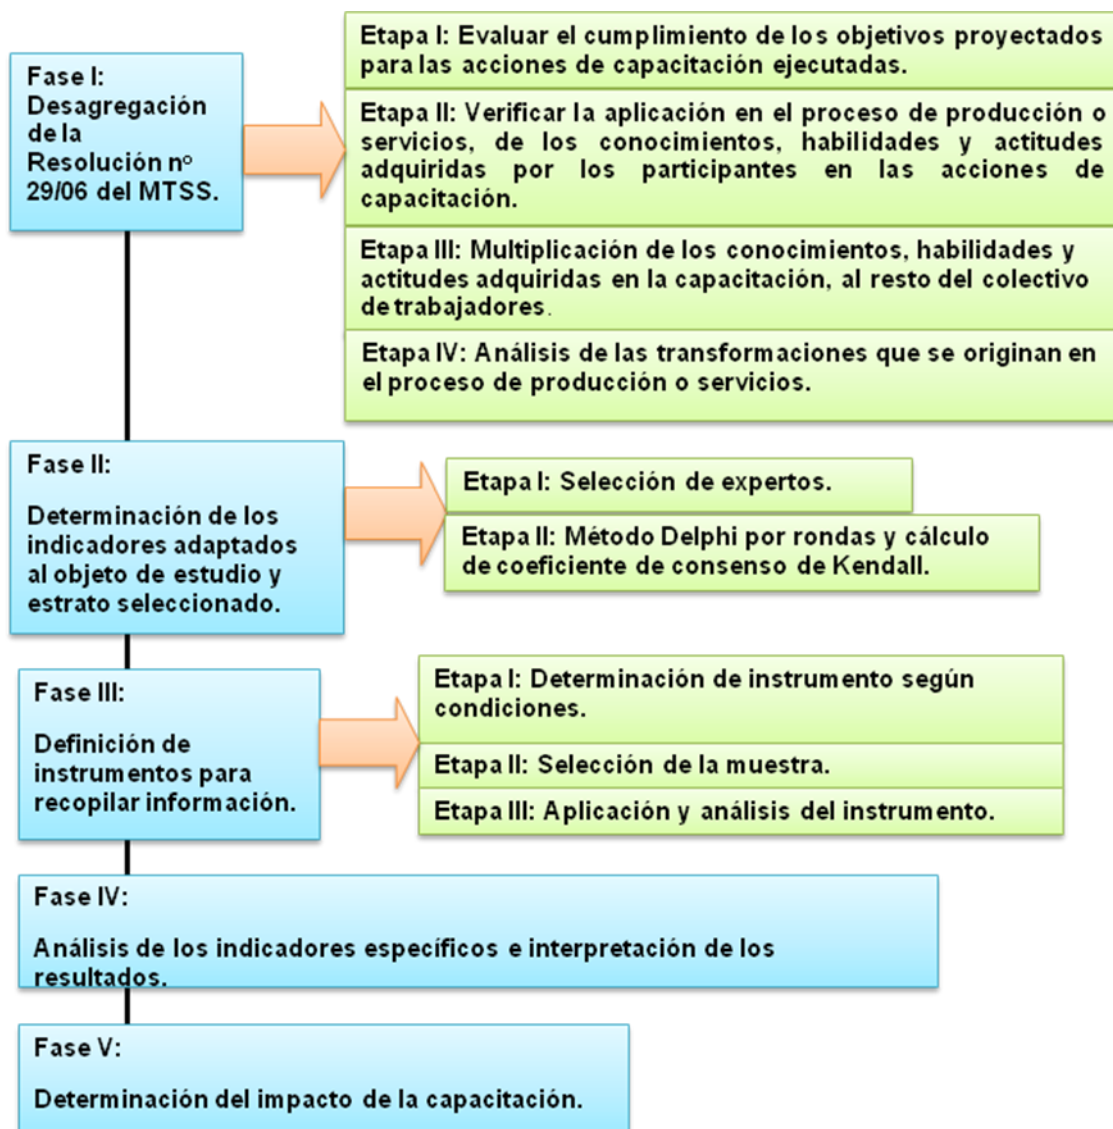 Fase I:
Desagregación
de la
Resolución nº
29/06 del MTSS.
Etapa I: Evaluar el cumplimiento de los objetivos proyectados
para las acciones de capacitación ejecutadas.
Etapa II: Verificar la aplicación en el proceso de producción o
servicios, de los conocimientos, habilidades y actitudes
adquiridas por los participantes en las acciones de
capacitación.
Etapa III: Multiplicación de los conocimientos, habilidades y
actitudes adquiridas en la capacitación, al resto del colectivo
de trabajadores.
Etapa IV: Análisis de las transformaciones que se originan en
el proceso de producción o servicios.
Fase II:
Determinación de los
indicadores adaptados
al objeto de estudio y
estrato seleccionado.
Etapa I: Selección de expertos.
Etapa II: Método Delphi por rondas y cálculo
de coeficiente de consenso de Kendall.
Fase III:
Definición de
instrumentos para
recopilar información.
Etapa I: Determinación de instrumento según
condiciones.
Etapa II: Selección de la muestra.
Etapa III: Aplicación y análisis del instrumento.
Fase IV:
Análisis de los indicadores específicos e interpretación de los
resultados.
Fase V:
Determinación del impacto de la capacitación.